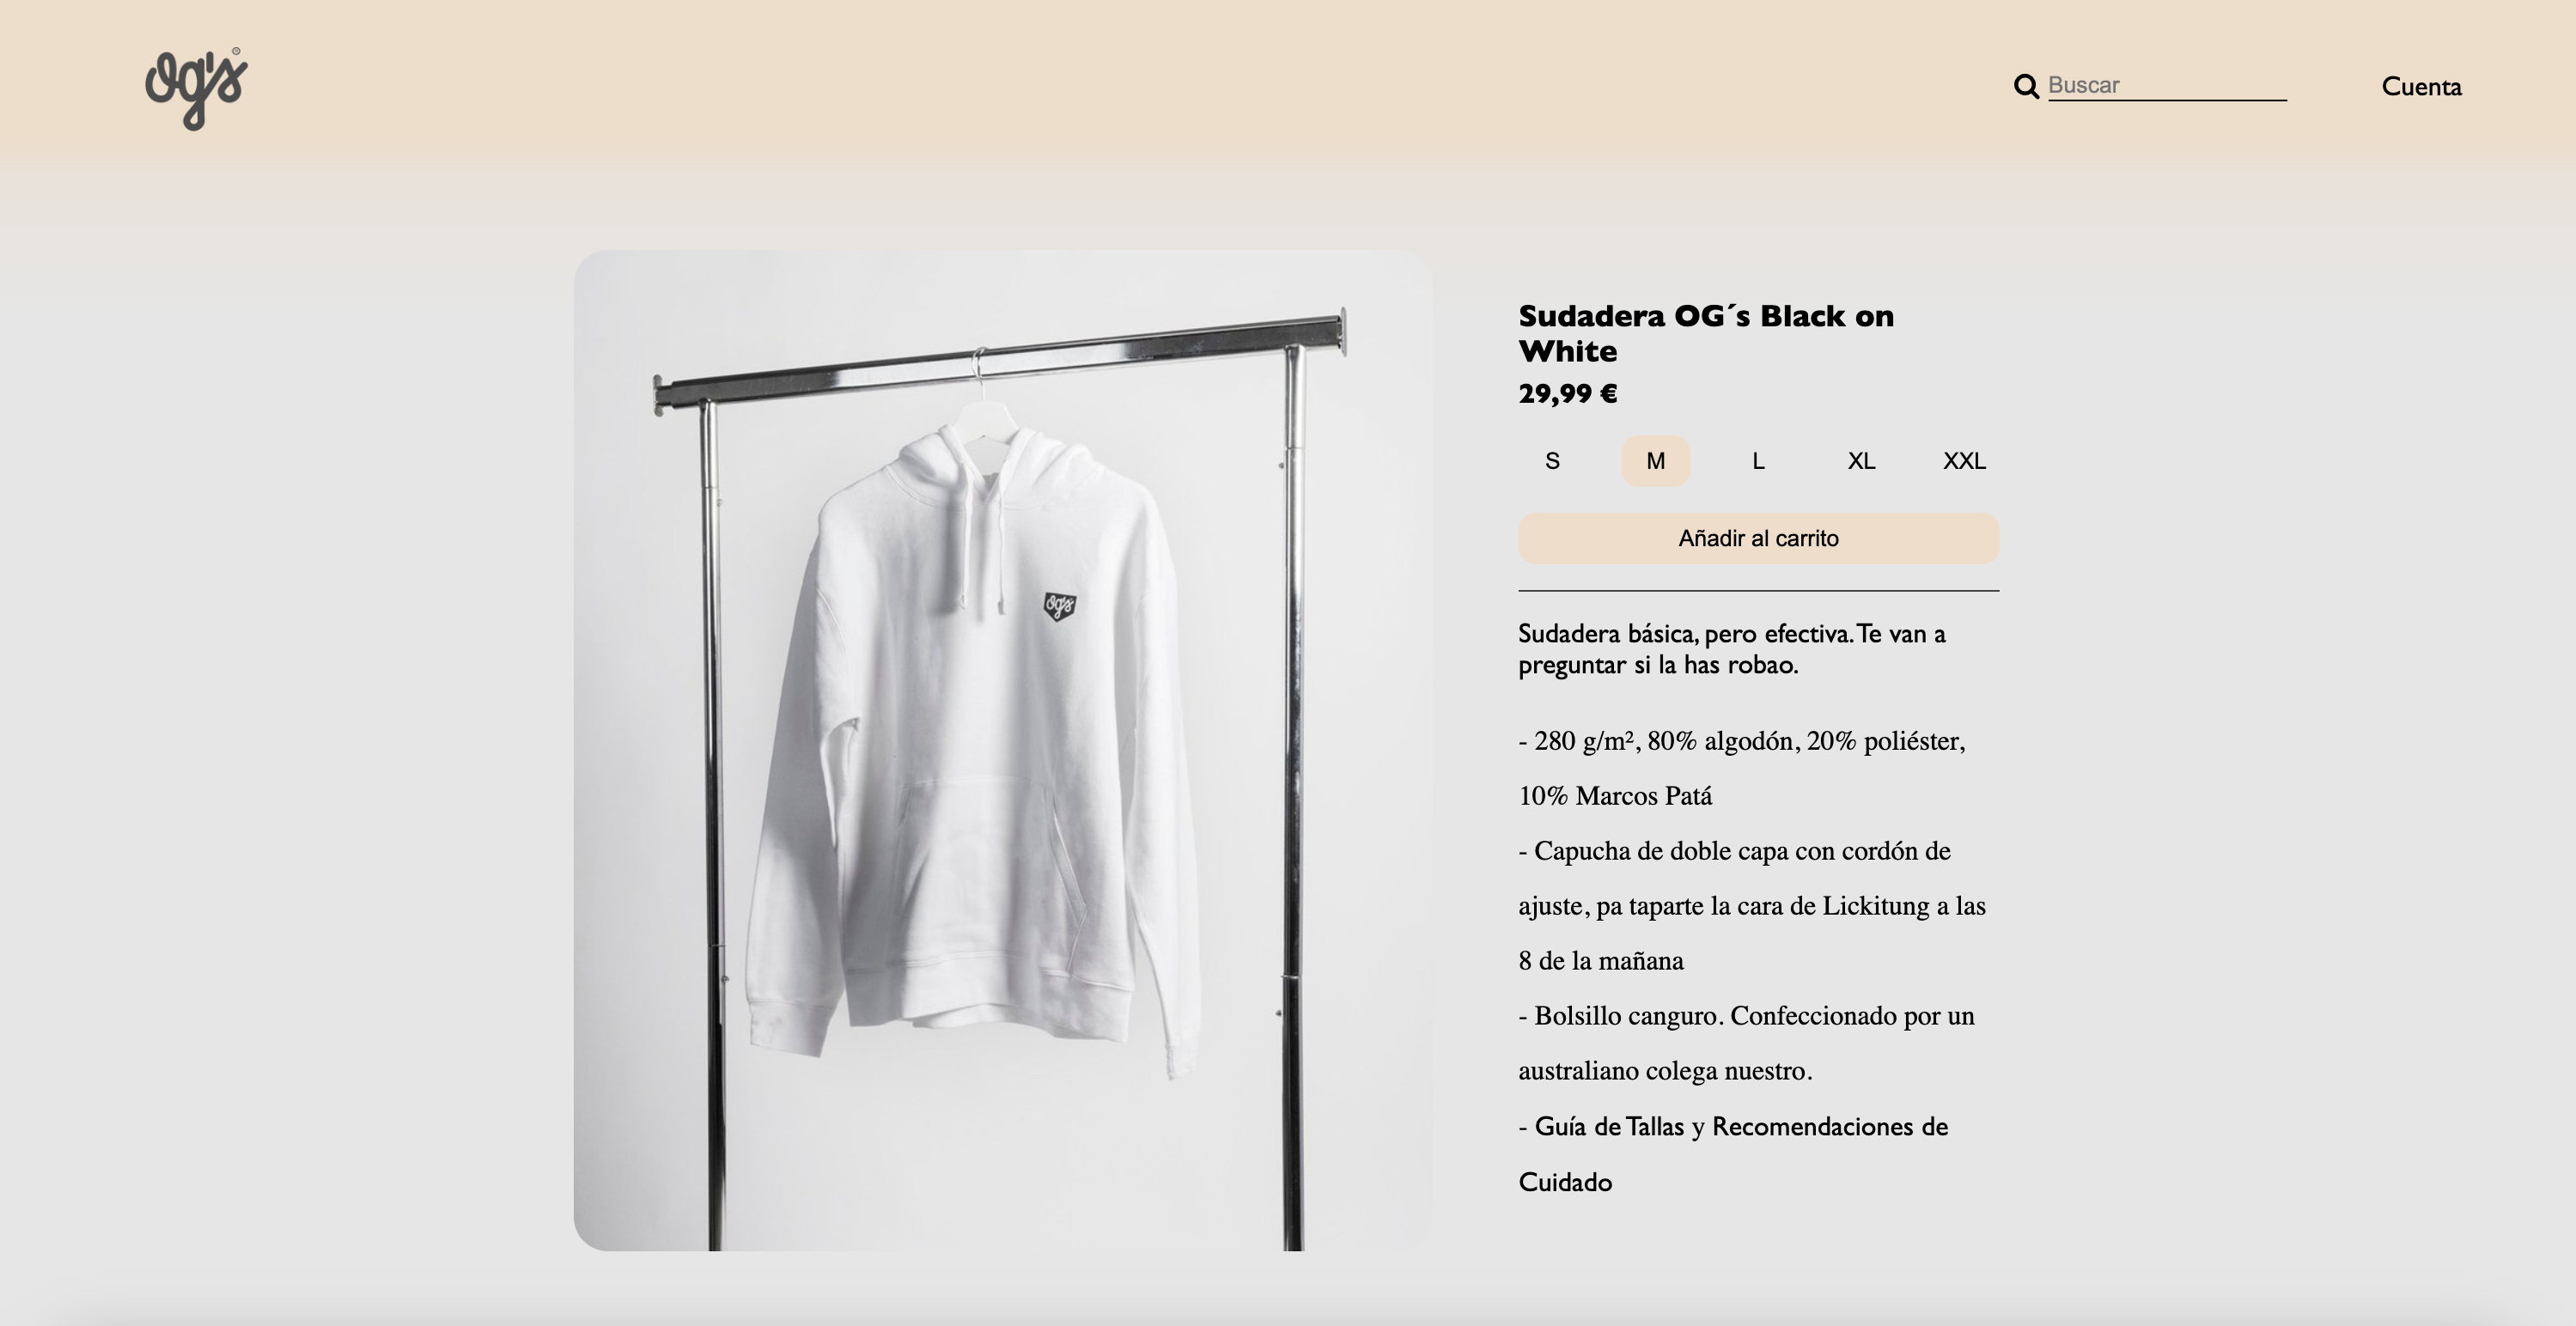 og's
Buscar
Cuenta
Sudadera OG´s Black on
White
29,99 €
S M L XL XXL
Añadir al carrito
og's
Sudadera básica, pero efectiva. Te van a
preguntar si la has robao.
- 280 g/m², 80% algodón, 20% poliéster,
10% Marcos Patá
- Capucha de doble capa con cordón de
ajuste, pa taparte la cara de Lickitung a las
8 de la mañana
- Bolsillo canguro. Confeccionado por un
australiano colega nuestro.
- Guía de Tallas y Recomendaciones de
Cuidado